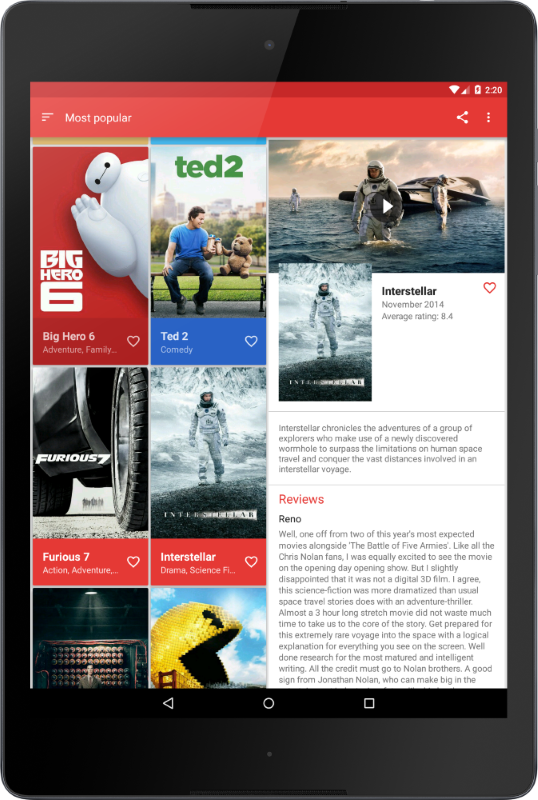 2:20
Most popular
ted2
BIG
HERO
6
Big Hero 6
Adventure, Family...
Ted 2
Comedy
FURIOUS 7
Furious 7
Action, Adventure,...
INTERSTELLAR
Interstellar
Drama, Science Fi...
INTERSTELLAR
Interstellar
November 2014
Average rating: 8.4
Interstellar chronicles the adventures of a group of
explorers who make use of a newly discovered
wormhole to surpass the limitations on human space
travel and conquer the vast distances involved in an
interstellar voyage.
Reviews
Reno
Well, one off from two of this year's most expected
movies alongside 'The Battle of Five Armies'. Like all the
Chris Nolan fans, I was equally excited to see the movie
on the opening day opening show. But I slightly
disappointed that it was not a digital 3D film. I agree,
this science-fiction was more dramatized than usual
space travel stories does with an adventure-thriller.
Almost a 3 hour long stretch movie did not waste much
time to take us to the core of the story. Get prepared for
this extremely rare voyage into the space with a logical
explanation for everything you see on the screen. Well
done research for the most matured and intelligent
writing. All the credit must go to Nolan brothers. A good
sign from Jonathan Nolan, who can make big in the